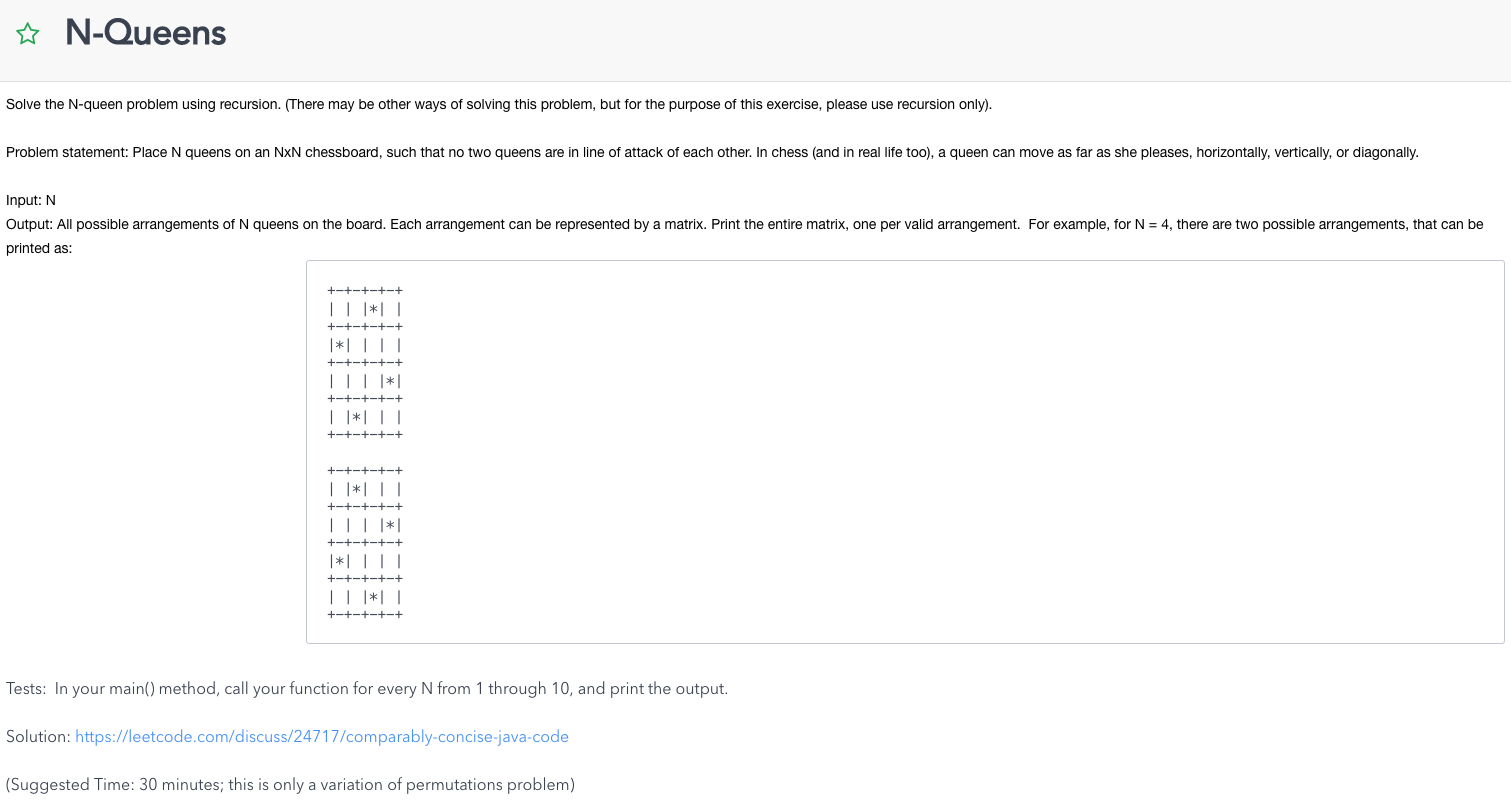 N-Queens
Solve the N-queen problem using recursion. (There may be other ways of solving this problem, but for the purpose of this exercise, please use recursion only).
Problem statement: Place N queens on an NxN chessboard, such that no two queens are in line of attack of each other. In chess (and in real life too), a queen can move as far as she pleases, horizontally, vertically, or diagonally.
Input: N
Output: All possible arrangements of N queens on the board. Each arrangement can be represented by a matrix. Print the entire matrix, one per valid arrangement.  For example, for N = 4, there are two possible arrangements, that can be
printed as:
+-+-+-+-+
| | |*| |
+-+-+-+-+
|*| | | |
+-+-+-+-+
| | | |*|
+-+-+-+-+
| |*| | |
+-+-+-+-+
+-+-+-+-+
| |*| | |
+-+-+-+-+
| | | |*|
+-+-+-+-+
|*| | | |
+-+-+-+-+
| | |*| |
+-+-+-+-+
Tests:  In your main() method, call your function for every N from 1 through 10, and print the output.
Solution: https://leetcode.com/discuss/24717/comparably-concise-java-code
(Suggested Time: 30 minutes; this is only a variation of permutations problem)